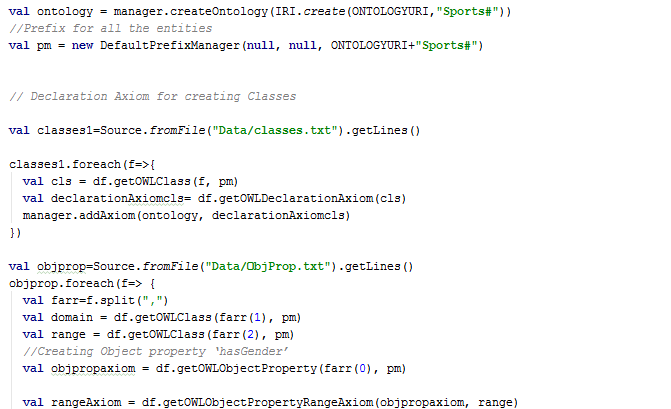 val ontology = manager.createOntology(IRI.create(ONTOLOGYURI,"Sports#"))
//Prefix for all the entities
val pm = new DefaultPrefixManager(null, null, ONTOLOGYURI+"Sports#")
// Declaration Axiom for creating Classes
val classes1=Source.fromFile("Data/classes.txt").getLines()
classes1.foreach(f=>{
val cls = df.getOWLClass(f, pm)
val declarationAxiomcls= df.getOWLDeclarationAxiom(cls)
manager.addAxiom(ontology, declarationAxiomcls)
})
val objprop=Source.fromFile("Data/ObjProp.txt").getLines()
objprop.foreach(f=> {
val farr=f.split(",")
val domain = df.getOWLClass(farr(1), pm)
val range = df.getOWLClass(farr(2), pm)
//Creating Object property ‘hasGender’
val objpropaxiom = df.getOWLObjectProperty(farr(0), pm)
val rangeAxiom = df.getOWLObjectPropertyRangeAxiom(objpropaxiom, range)